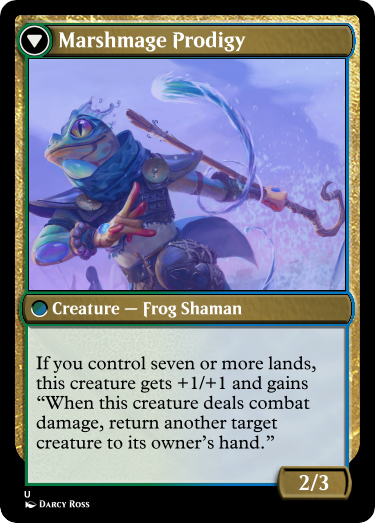 Marshmage Prodigy
Creature — Frog Shaman
If you control seven or more lands,
this creature gets +1/+1 and gains
“When this creature deals combat
damage, return another target
creature to its owner’s hand.”
2/3
U
Darcy Ross